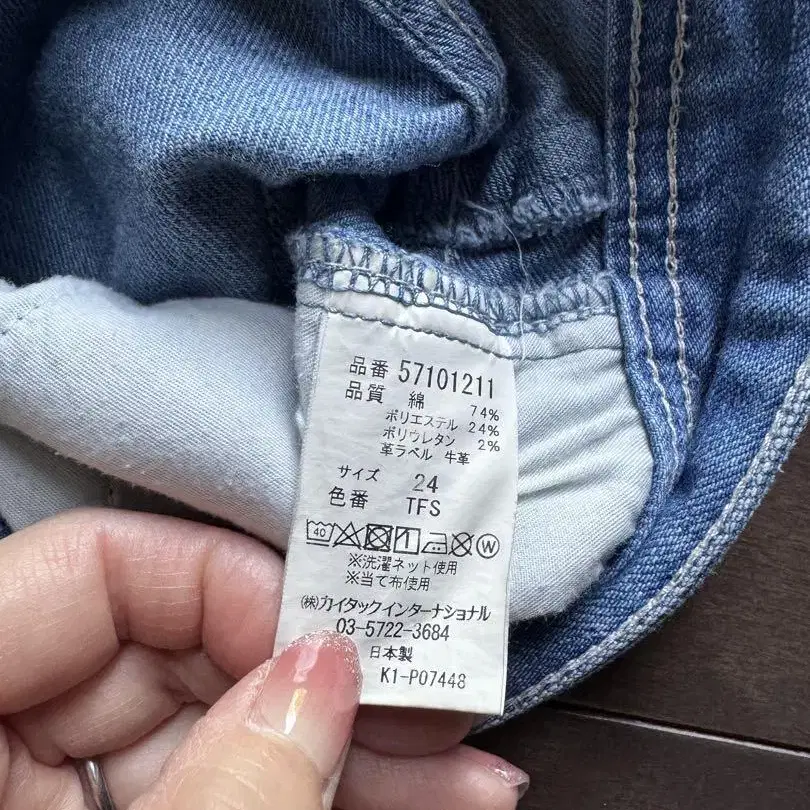 品番 57101211
品質 綿 74%
ポリエステル 24%
ポリウレタン 2%
革ラベル 牛革
サイズ 24
色番 TFS
40 W
※洗濯ネット使用
※当て布使用
㈱カイタックインターナショナル
03-5722-3684
日本製
K1-P07448